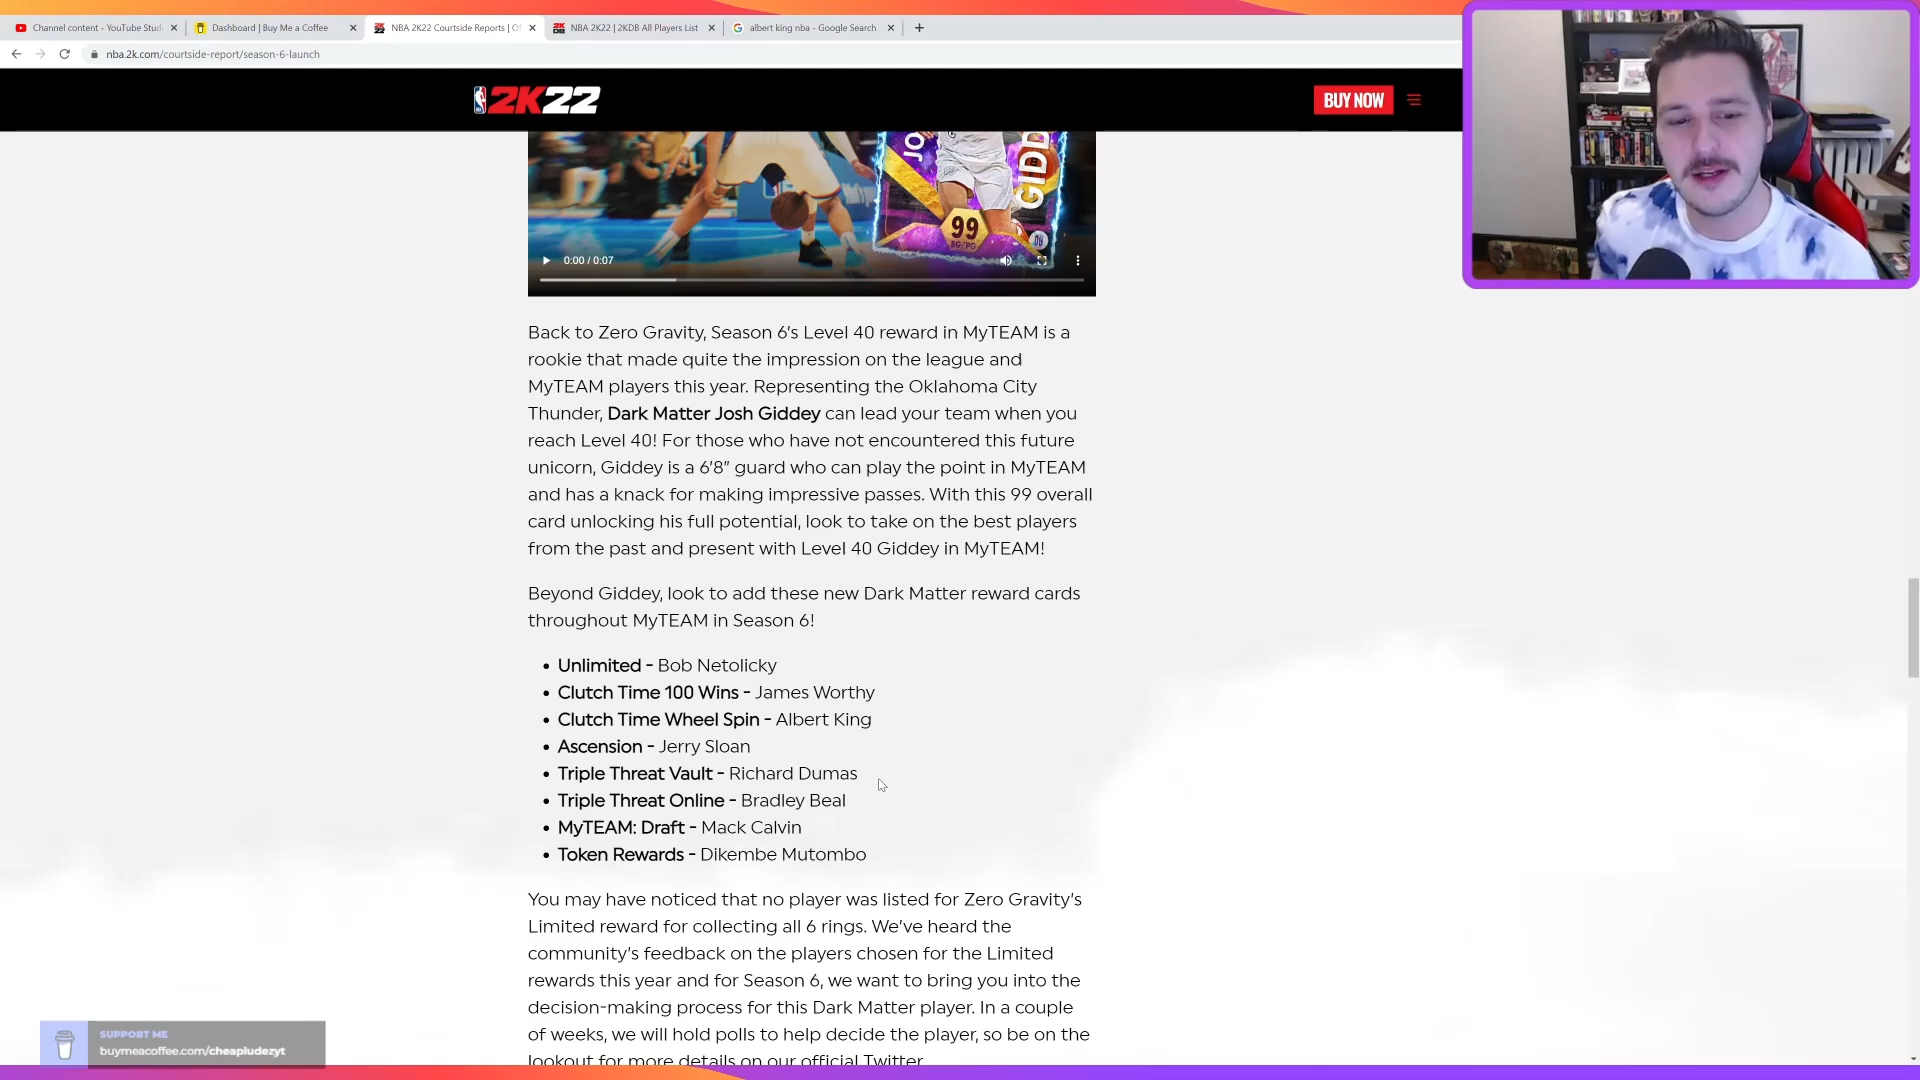 Channel content - YouTube Studi
Dashboard | Buy Me a Coffee
NBA 2K22 Courtside Reports | O
NBA 2K22 | 2KDB All Players List
albert king nba - Google Search
nba.2k.com/courtside-report/season-6-launch
2K22
BUY NOW
JO
GIDD
99
SG/PG
0:00 / 0:07
Back to Zero Gravity, Season 6's Level 40 reward in MyTEAM is a
rookie that made quite the impression on the league and
MyTEAM players this year. Representing the Oklahoma City
Thunder, Dark Matter Josh Giddey can lead your team when you
reach Level 40! For those who have not encountered this future
unicorn, Giddey is a 6'8" guard who can play the point in MyTEAM
and has a knack for making impressive passes. With this 99 overall
card unlocking his full potential, look to take on the best players
from the past and present with Level 40 Giddey in MyTEAM!
Beyond Giddey, look to add these new Dark Matter reward cards
throughout MyTEAM in Season 6!
• Unlimited - Bob Netolicky
• Clutch Time 100 Wins - James Worthy
• Clutch Time Wheel Spin - Albert King
• Ascension - Jerry Sloan
• Triple Threat Vault - Richard Dumas
• Triple Threat Online - Bradley Beal
• MyTEAM: Draft - Mack Calvin
• Token Rewards - Dikembe Mutombo
You may have noticed that no player was listed for Zero Gravity's
Limited reward for collecting all 6 rings. We've heard the
community's feedback on the players chosen for the Limited
rewards this year and for Season 6, we want to bring you into the
decision-making process for this Dark Matter player. In a couple
of weeks, we will hold polls to help decide the player, so be on the
lookout for more details on our official Twitter.
SUPPORT ME
buymeacoffee.com/cheapludezyt